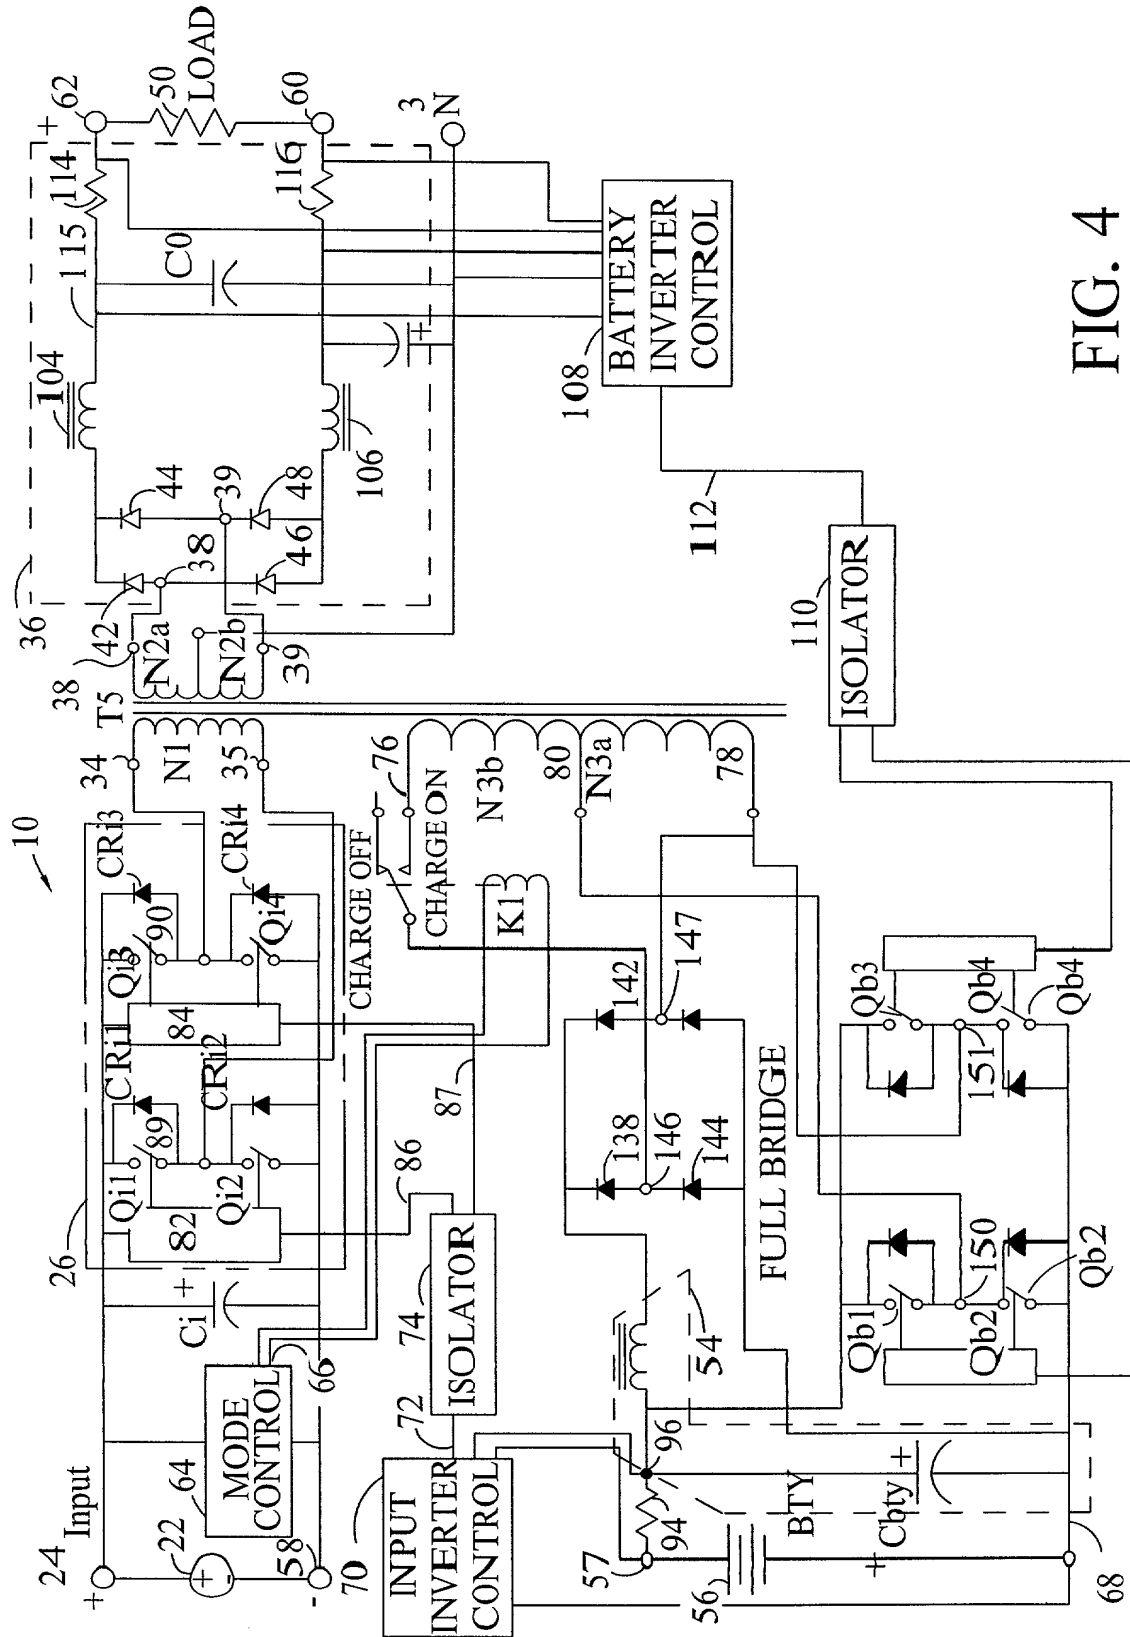 10
24
+
Input
22
58
-
64
MODE
CONTROL
66
Ci
+
26
Qi1
89
CRi1
82
Qi2
CRi2
Qi3
90
CRi3
84
Qi4
CRi4
34
35
N1
T5
38
N2a
N2b
39
36
42
38
44
39
46
48
104
106
115
114
116
C0
+
+
62
50
LOAD
60
3
N
70
INPUT
INVERTER
CONTROL
72
74
ISOLATOR
86
87
CHARGE OFF
CHARGE ON
K1
76
N3b
80
N3a
78
138
142
146
144
147
FULL BRIDGE
54
57
94
96
56
BTY
Cbty
+
+
68
Qb1
Qb2
150
Qb2
Qb3
Qb4
151
Qb4
108
BATTERY
INVERTER
CONTROL
112
110
ISOLATOR
FIG. 4